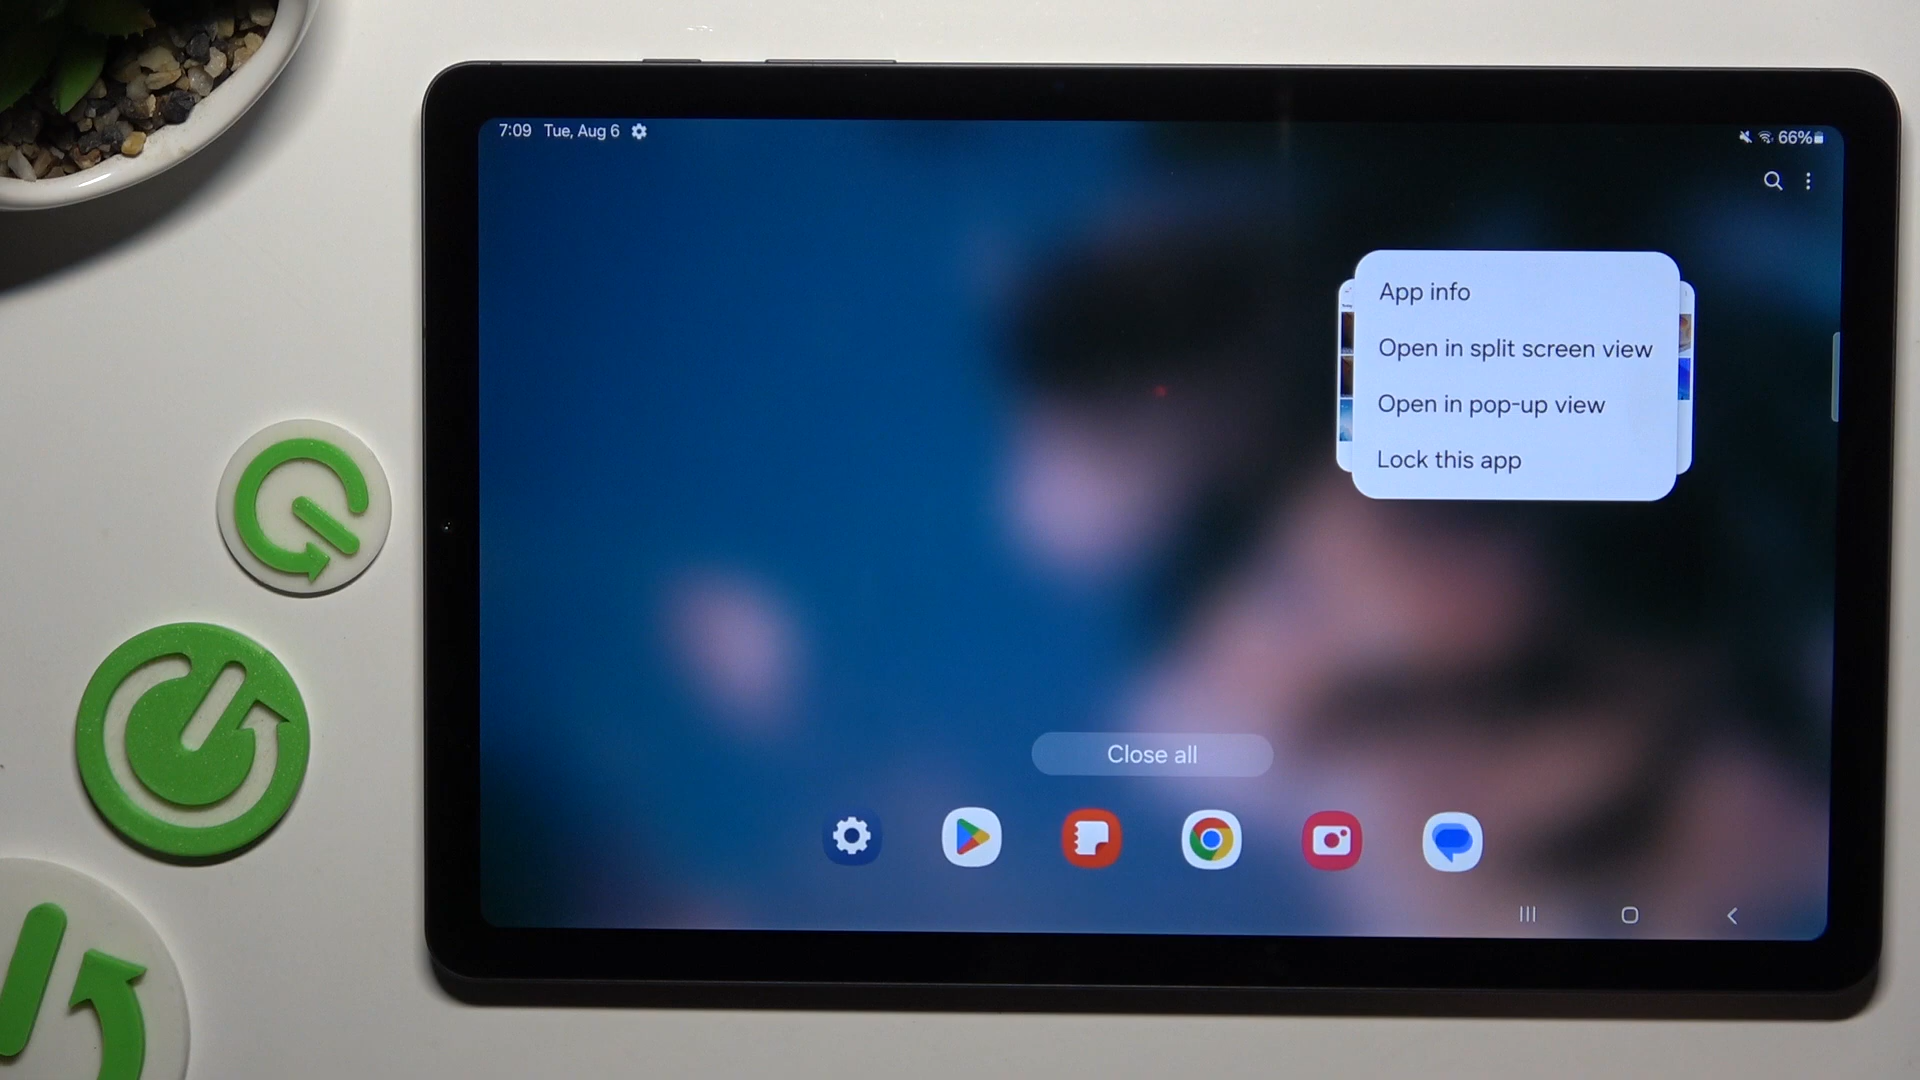 7:09 Tue, Aug 6
66%
App info
Open in split screen view
Open in pop-up view
Lock this app
Close all